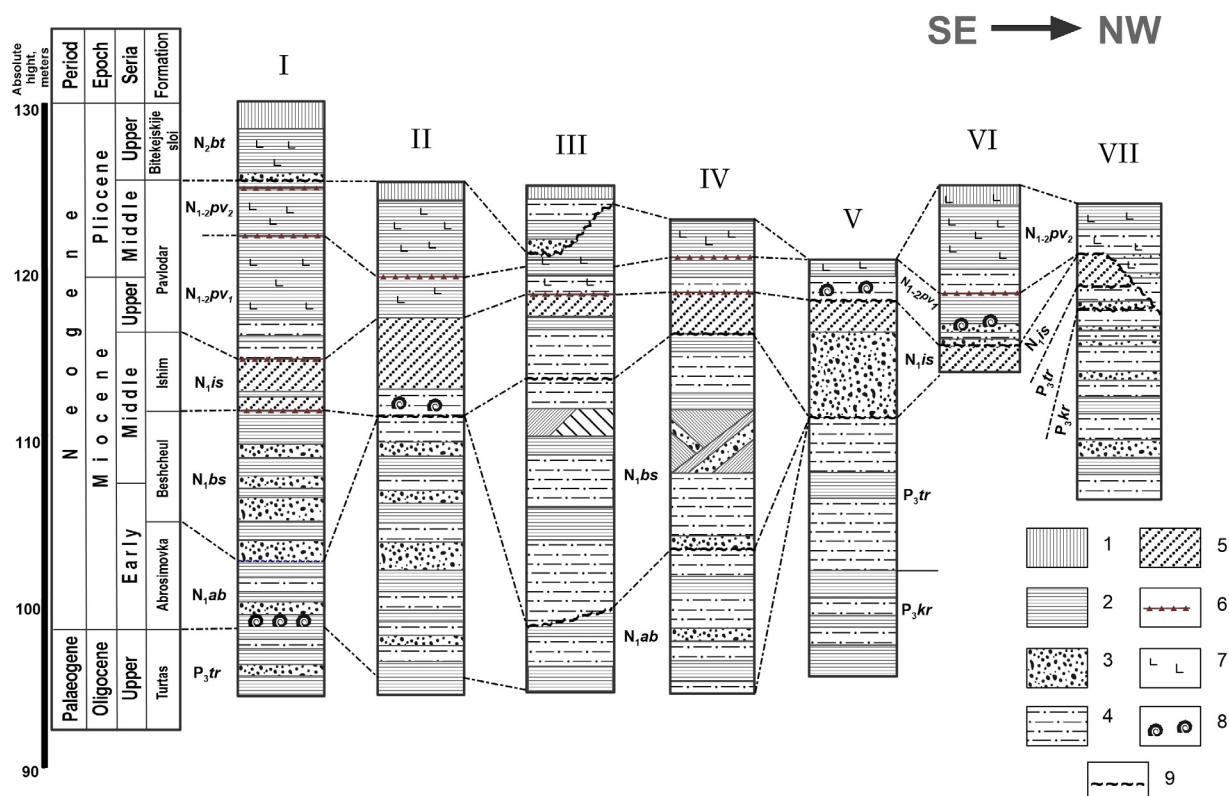 SE NW
Absolute
hight,
meters
Period
Epoch
Seria
Formation
130
120
110
100
90
Neogene
Palaeogene
Pliocene
Miocene
Oligocene
Upper
Middle
Upper
Middle
Early
Upper
Bitekejskije
sloi
Pavlodar
Ishim
Beshcheul
Abrosimovka
Turtas
I
II
III
IV
V
VI
VII
N₂bt
N₁₋₂pv₂
N₁₋₂pv₁
N₁is
N₁bs
N₁ab
P₃tr
N₁bs
N₁ab
N₁₋₂pv₁
N₁is
P₃tr
P₃kr
N₁₋₂pv₂
N₁is
P₃tr
P₃kr
1
2
3
4
5
6
7
8
9